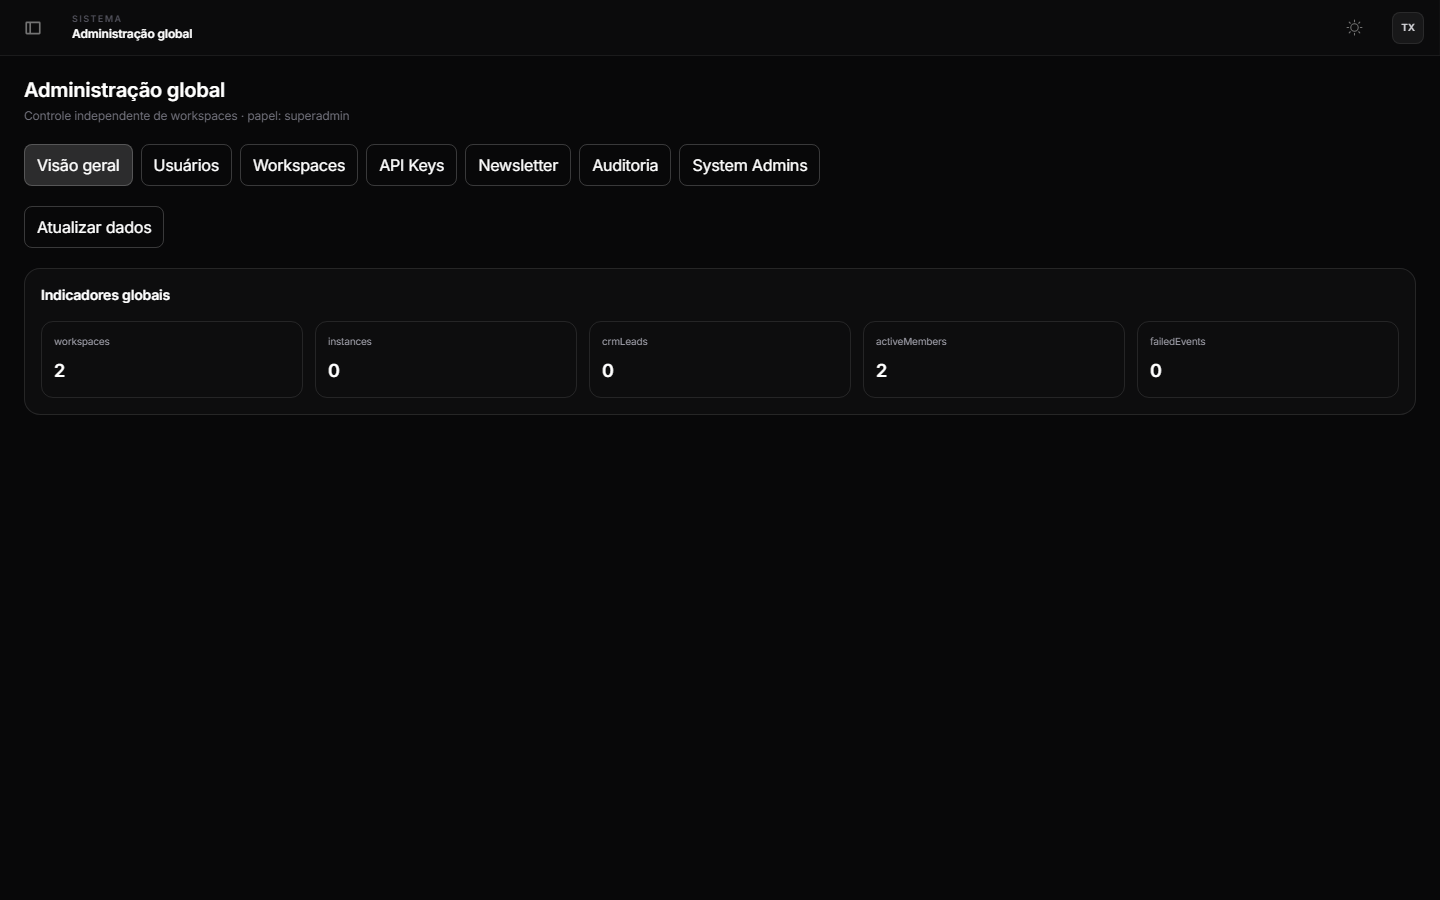 SISTEMA
Administração global
TX
Administração global
Controle independente de workspaces · papel: superadmin
Visão geral Usuários Workspaces API Keys Newsletter Auditoria System Admins
Atualizar dados
Indicadores globais
workspaces instances crmLeads activeMembers failedEvents
2 0 0 2 0